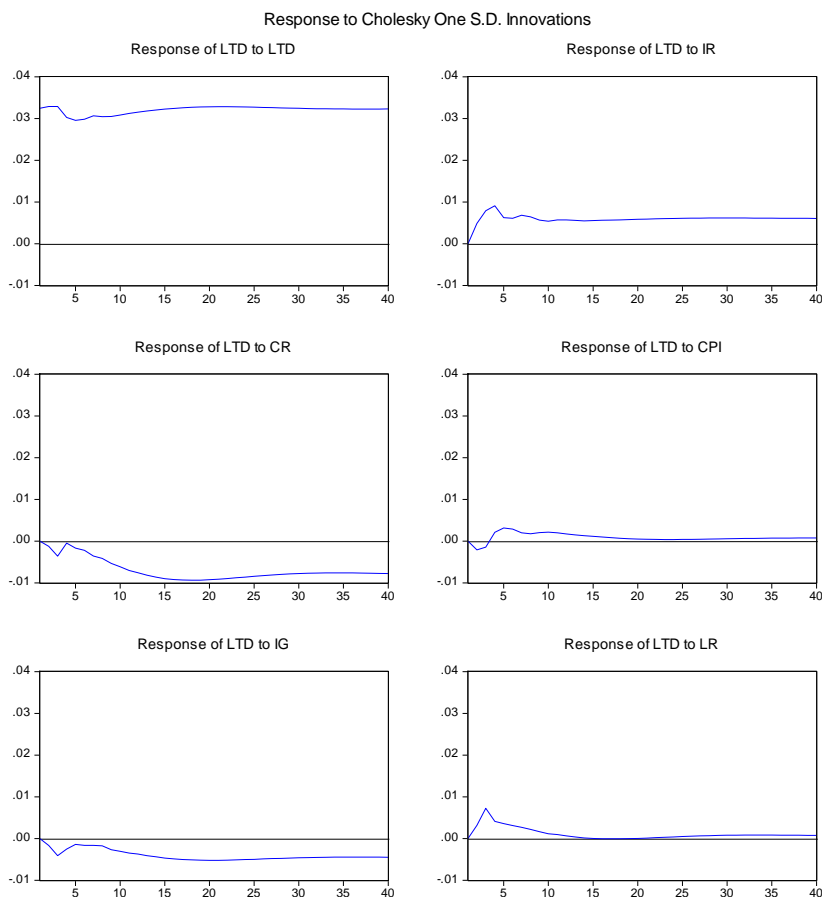 Response to Cholesky One S.D. Innovations
Response of LTD to LTD
.04
.03
.02
.01
.00
-.01
5 10 15 20 25 30 35 40
Response of LTD to IR
.04
.03
.02
.01
.00
-.01
5 10 15 20 25 30 35 40
Response of LTD to CR
.04
.03
.02
.01
.00
-.01
5 10 15 20 25 30 35 40
Response of LTD to CPI
.04
.03
.02
.01
.00
-.01
5 10 15 20 25 30 35 40
Response of LTD to IG
.04
.03
.02
.01
.00
-.01
5 10 15 20 25 30 35 40
Response of LTD to LR
.04
.03
.02
.01
.00
-.01
5 10 15 20 25 30 35 40